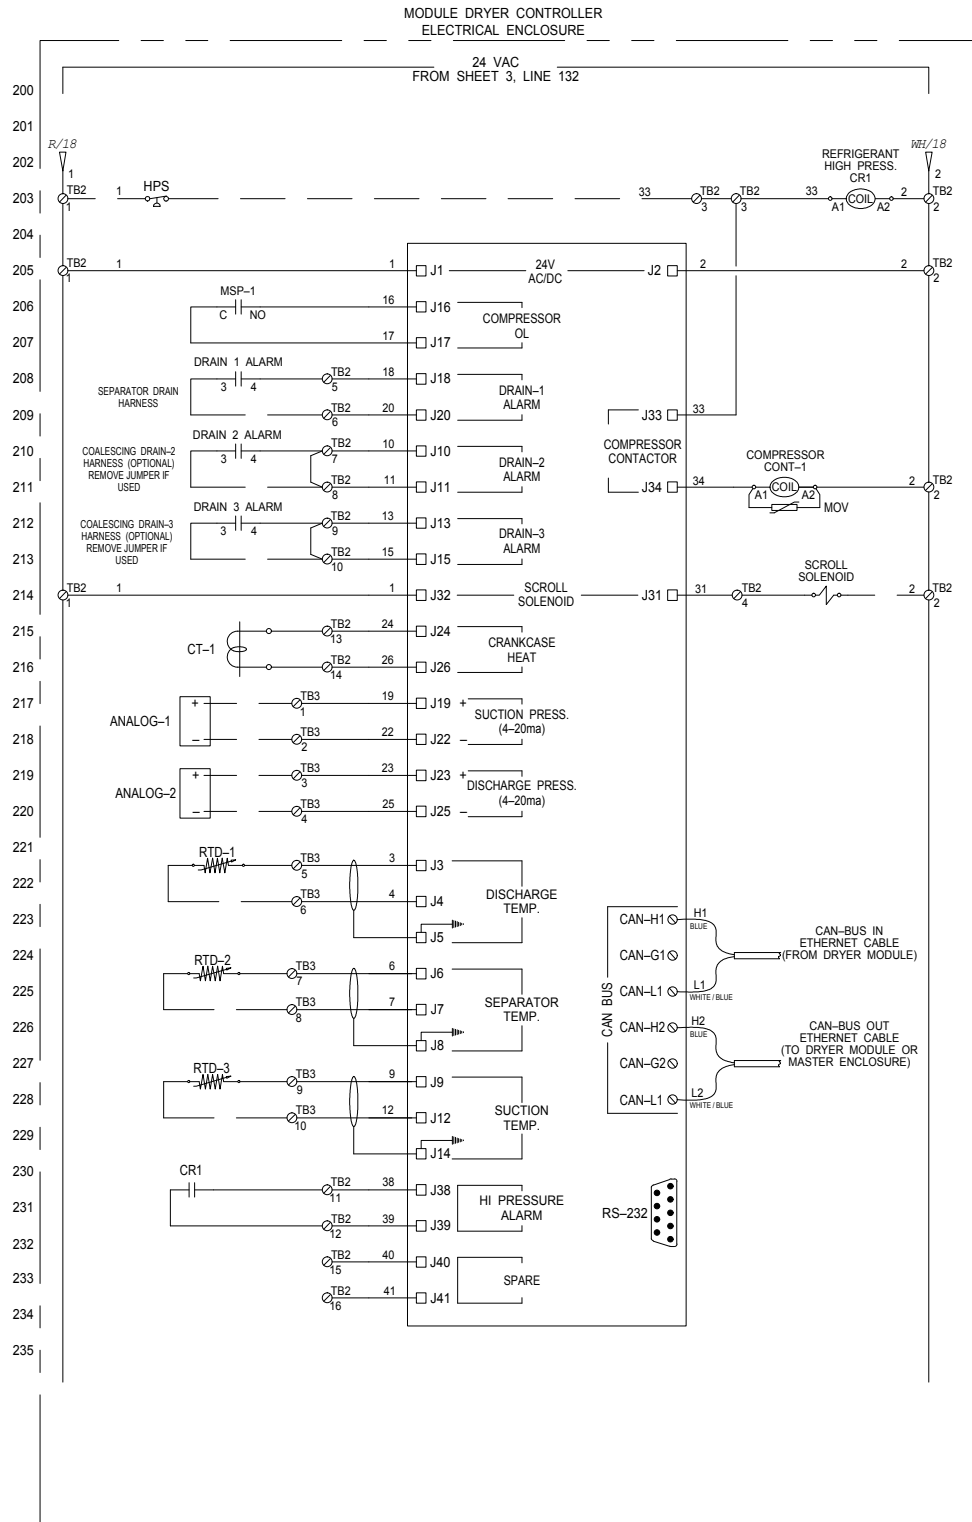 MODULE DRYER CONTROLLER
ELECTRICAL ENCLOSURE
24 VAC
FROM SHEET 3, LINE 132
200
201
R/18
WH/18
202
1
REFRIGERANT
HIGH PRESS.
CR1
2
203
TB2
1
1
HPS
33
TB2
3
TB2
3
33
A1
COIL
A2
2
TB2
2
204
205
TB2
1
1
1
J1
24V
AC/DC
J2
2
2
TB2
2
206
MSP–1
C
NO
16
J16
COMPRESSOR
OL
207
17
J17
208
DRAIN 1 ALARM
3
4
TB2
5
18
J18
SEPARATOR DRAIN
HARNESS
DRAIN–1
ALARM
209
TB2
6
20
J20
J33
33
210
DRAIN 2 ALARM
3
4
TB2
7
10
J10
COALESCING DRAIN–2
HARNESS (OPTIONAL)
REMOVE JUMPER IF
USED
DRAIN–2
ALARM
COMPRESSOR
CONTACTOR
COMPRESSOR
CONT–1
211
TB2
8
11
J11
J34
34
A1
COIL
A2
MOV
2
TB2
2
212
DRAIN 3 ALARM
3
4
TB2
9
13
J13
COALESCING DRAIN–3
HARNESS (OPTIONAL)
REMOVE JUMPER IF
USED
DRAIN–3
ALARM
213
TB2
10
15
J15
214
TB2
1
1
1
J32
SCROLL
SOLENOID
J31
31
TB2
4
SCROLL
SOLENOID
2
TB2
2
215
CT–1
TB2
13
24
J24
CRANKCASE
HEAT
216
TB2
14
26
J26
217
ANALOG–1
+
TB3
1
19
J19 +
SUCTION PRESS.
(4–20ma)
218
–
TB3
2
22
J22 –
219
ANALOG–2
+
TB3
3
23
J23 +
DISCHARGE PRESS.
(4–20ma)
220
–
TB3
4
25
J25 –
221
RTD–1
TB3
5
3
J3
222
TB3
6
4
J4
DISCHARGE
TEMP.
223
J5
CAN–H1
H1
BLUE
CAN–BUS IN
ETHERNET CABLE
(FROM DRYER MODULE)
224
CAN–G1
RTD–2
TB3
7
6
J6
225
TB3
8
7
J7
SEPARATOR
TEMP.
CAN BUS
CAN–L1
L1
WHITE / BLUE
226
J8
CAN–H2
H2
BLUE
CAN–BUS OUT
ETHERNET CABLE
(TO DRYER MODULE OR
MASTER ENCLOSURE)
227
CAN–G2
RTD–3
TB3
9
9
J9
228
TB3
10
12
J12
SUCTION
TEMP.
CAN–L1
L2
WHITE / BLUE
229
J14
230
CR1
TB2
11
38
J38
231
HI PRESSURE
ALARM
RS–232
TB2
12
39
J39
232
TB2
15
40
J40
233
SPARE
TB2
16
41
J41
234
235